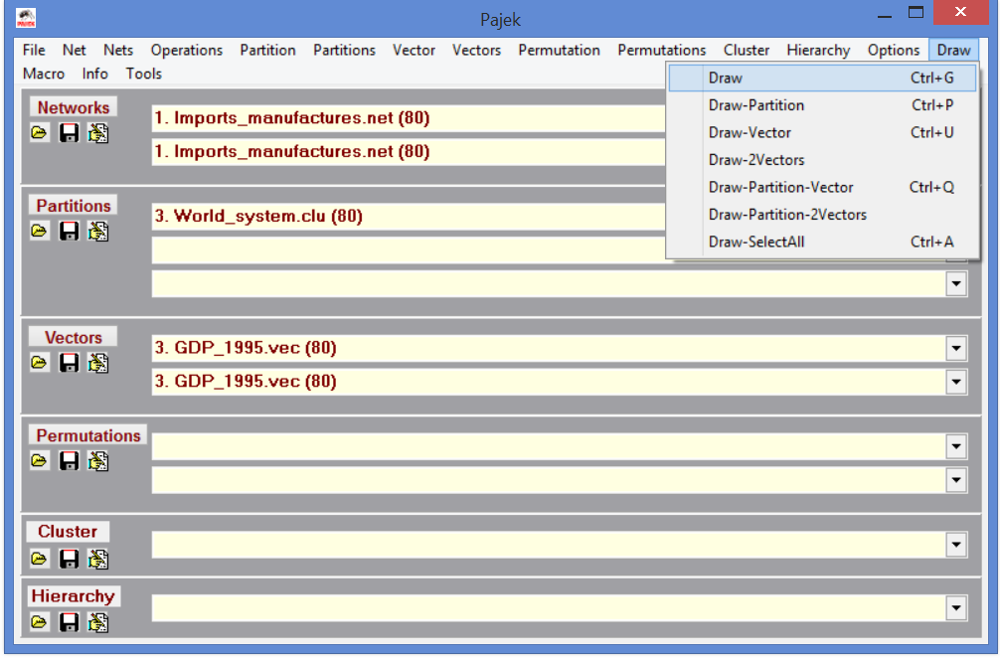 Pajek
File Net Nets Operations Partition Partitions Vector Vectors Permutation Permutations Cluster Hierarchy Options Draw
Macro Info Tools
Draw Ctrl+G
Draw-Partition Ctrl+P
Draw-Vector Ctrl+U
Draw-2Vectors
Draw-Partition-Vector Ctrl+Q
Draw-Partition-2Vectors
Draw-SelectAll Ctrl+A
Networks
1. Imports_manufactures.net (80)
1. Imports_manufactures.net (80)
Partitions
3. World_system.clu (80)
Vectors
3. GDP_1995.vec (80)
3. GDP_1995.vec (80)
Permutations
Cluster
Hierarchy